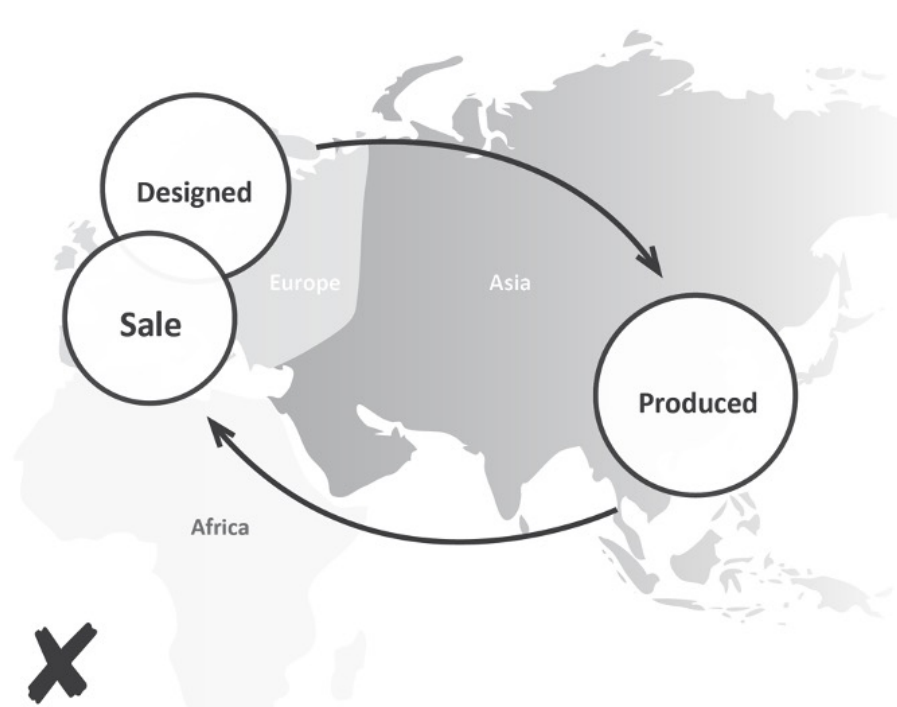 Designed
Europe
Asia
Sale
Produced
Africa